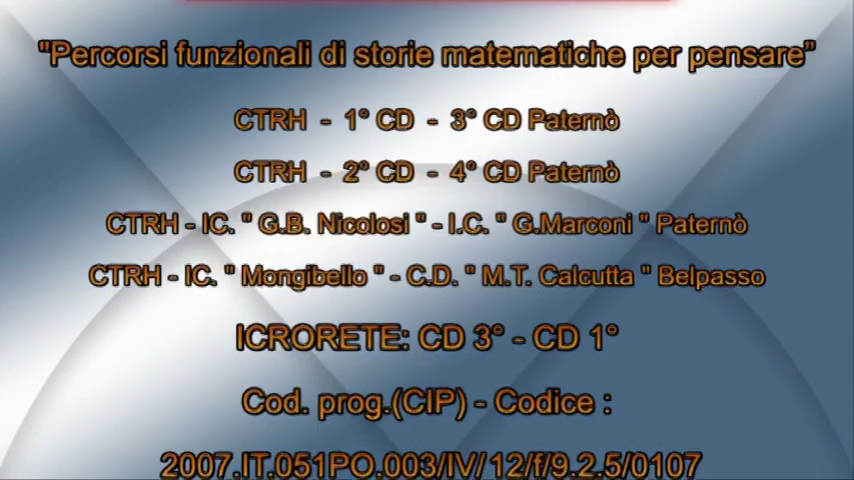 "Percorsi funzionali di storie matematiche per pensare"
CTRH - 1° CD - 3° CD Paternò
CTRH - 2° CD - 4° CD Paternò
CTRH - IC. " G.B. Nicolosi " - I.C. " G.Marconi " Paternò
CTRH - IC. " Mongibello " - C.D. " M.T. Calcutta " Belpasso
ICRORETE: CD 3° - CD 1°
Cod. prog.(CIP) - Codice :
2007.IT.051PO.003/IV/12/f/9.2.5/0107